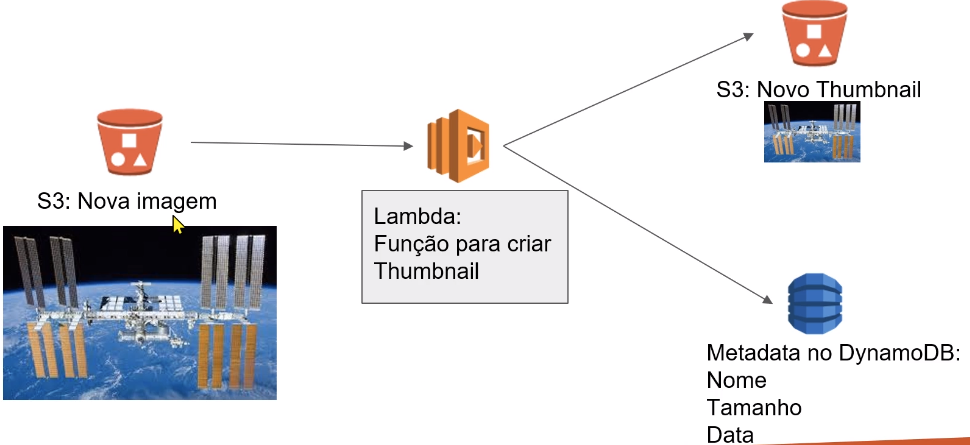 S3: Novo Thumbnail
S3: Nova imagem
Lambda:
Função para criar
Thumbnail
Metadata no DynamoDB:
Nome
Tamanho
Data